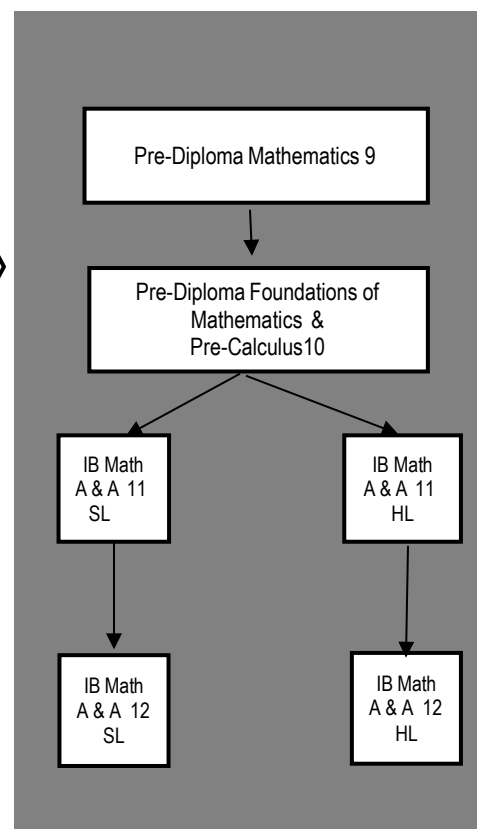 Pre-Diploma Mathematics 9
Pre-Diploma Foundations of
Mathematics &
Pre-Calculus10
IB Math
A & A 11
SL
IB Math
A & A 11
HL
IB Math
A & A 12
SL
IB Math
A & A 12
HL